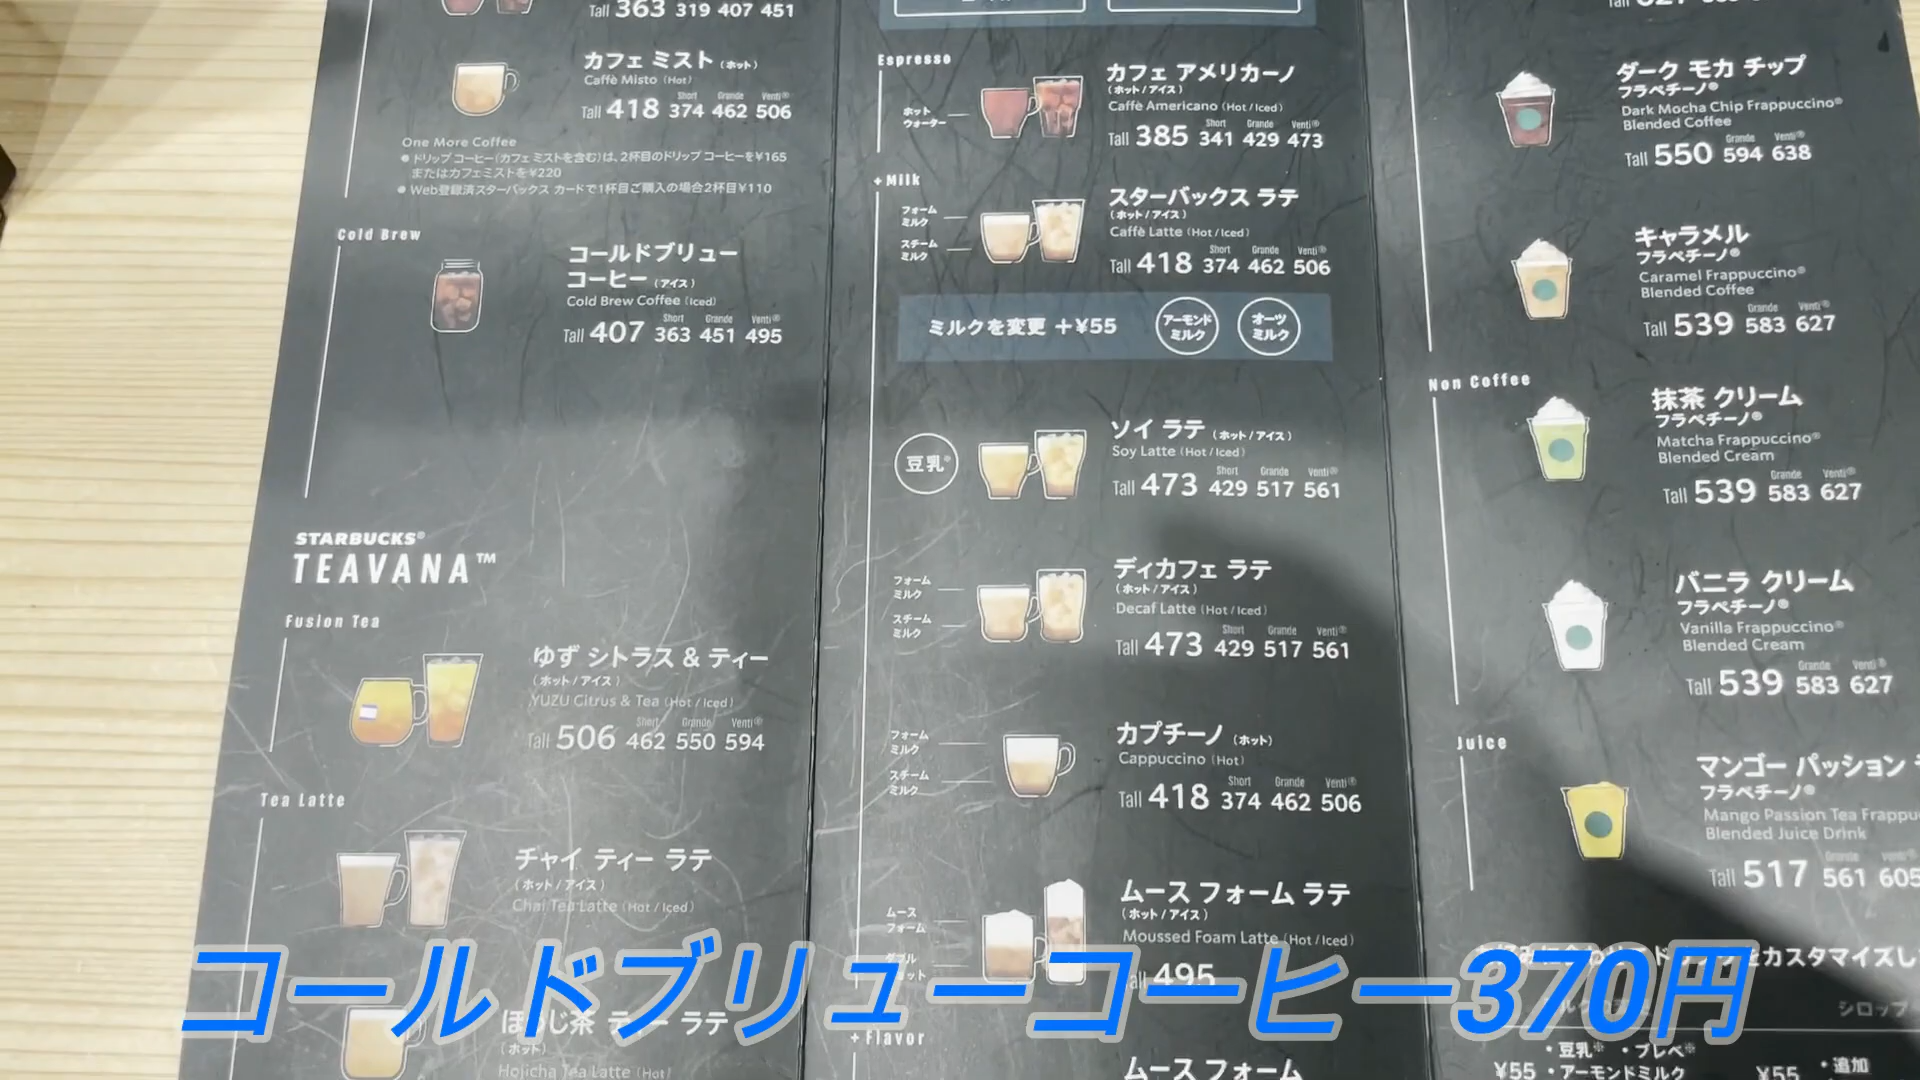 Tall 363 319 407 451
カフェ ミスト (ホット)
Caffè Misto (Hot)
Short Grande Venti®
Tall 418 374 462 506
One More Coffee
● ドリップ コーヒー(カフェ ミストを含む)は、2杯目のドリップ コーヒーを¥165
またはカフェミストを¥220
● Web登録済スターバックス カードで1杯目ご購入の場合2杯目¥110
Cold Brew
コールドブリュー
コーヒー (アイス)
Cold Brew Coffee (Iced)
Short Grande Venti®
Tall 407 363 451 495
STARBUCKS®
TEAVANA™
Fusion Tea
ゆず シトラス & ティー
(ホット / アイス)
YUZU Citrus & Tea (Hot / Iced)
Short Grande Venti®
Tall 506 462 550 594
Tea Latte
チャイ ティー ラテ
(ホット / アイス)
Chai Tea Latte (Hot / Iced)
ほうじ茶 ティー ラテ
(ホット)
Hojicha Tea Latte (Hot)
Espresso
ホット
ウォーター
カフェ アメリカーノ
(ホット / アイス)
Caffè Americano (Hot / Iced)
Short Grande Venti®
Tall 385 341 429 473
+Milk
フォーム
ミルク
スチーム
ミルク
スターバックス ラテ
(ホット / アイス)
Caffè Latte (Hot / Iced)
Short Grande Venti®
Tall 418 374 462 506
ミルクを変更 +¥55
アーモンド
ミルク
オーツ
ミルク
豆乳※
ソイ ラテ (ホット / アイス)
Soy Latte (Hot / Iced)
Short Grande Venti®
Tall 473 429 517 561
フォーム
ミルク
スチーム
ミルク
ディカフェ ラテ
(ホット / アイス)
Decaf Latte (Hot / Iced)
Short Grande Venti®
Tall 473 429 517 561
フォーム
ミルク
スチーム
ミルク
カプチーノ (ホット)
Cappuccino (Hot)
Short Grande Venti®
Tall 418 374 462 506
ムース
フォーム
ムース フォーム ラテ
(ホット / アイス)
Moussed Foam Latte (Hot / Iced)
495
+Flavor
ムース フォーム
ダーク モカ チップ
フラペチーノ®
Dark Mocha Chip Frappuccino®
Blended Coffee
Grande Venti®
Tall 550 594 638
キャラメル
フラペチーノ®
Caramel Frappuccino®
Blended Coffee
Grande Venti®
Tall 539 583 627
Non Coffee
抹茶 クリーム
フラペチーノ®
Matcha Frappuccino®
Blended Cream
Grande Venti®
Tall 539 583 627
バニラ クリーム
フラペチーノ®
Vanilla Frappuccino®
Blended Cream
Grande Venti®
Tall 539 583 627
Juice
マンゴー パッション
フラペチーノ®
Mango Passion Tea Frappu
Blended Juice Drink
Grande Venti®
Tall 517 561 605
をカスタマイズし
シロップ
・豆乳※ ・ブレベ※
¥55 ・アーモンドミルク
¥55 ・追加
コールドブリューコーヒー370円